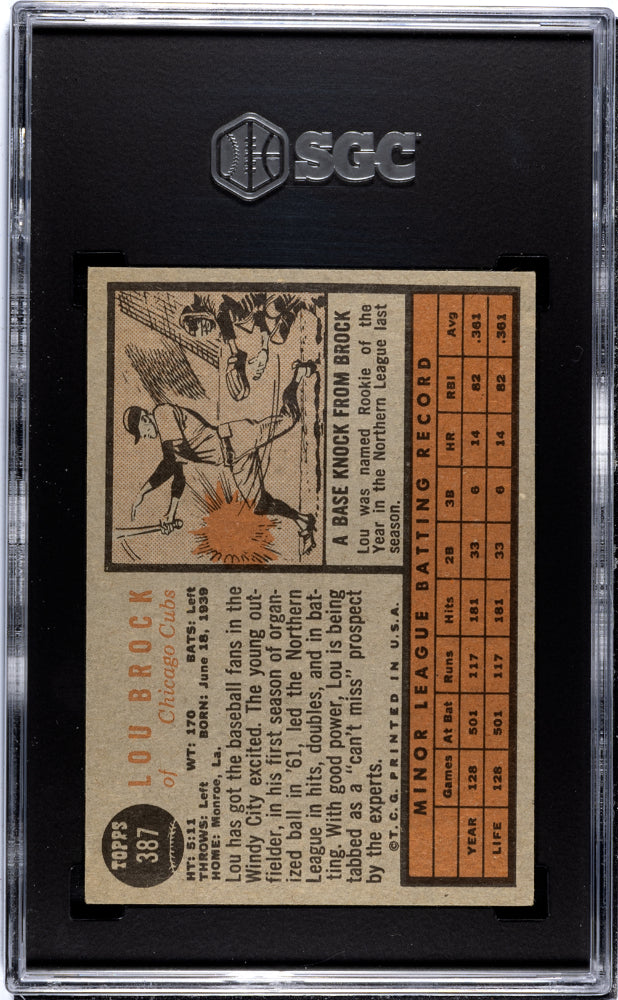 SGC
TOPPS
387
LOU BROCK
of Chicago Cubs
HT: 5:11 WT: 170 BATS: Left
THROWS: Left BORN: June 18, 1939
HOME: Monroe, La.
Lou has got the baseball fans in the
Windy City excited. The young out-
fielder, in his first season of organ-
ized ball in '61, led the Northern
League in hits, doubles, and in bat-
ting. With good power, Lou is being
tabbed as a "can't miss" prospect
by the experts.
©T.C.G. PRINTED IN U.S.A.
A BASE KNOCK FROM BROCK
Lou was named Rookie of the
Year in the Northern League last
season.
MINOR LEAGUE BATTING RECORD
Games At Bat Runs Hits 2B 3B HR RBI Avg
YEAR 128 501 117 181 33 6 14 82 .361
LIFE 128 501 117 181 33 6 14 82 .361